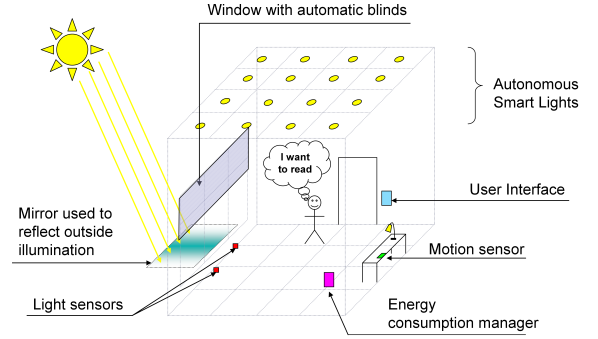 Window with automatic blinds
Autonomous
Smart Lights
I want
to read
User Interface
Mirror used to
reflect outside
illumination
Motion sensor
Light sensors
Energy
consumption manager